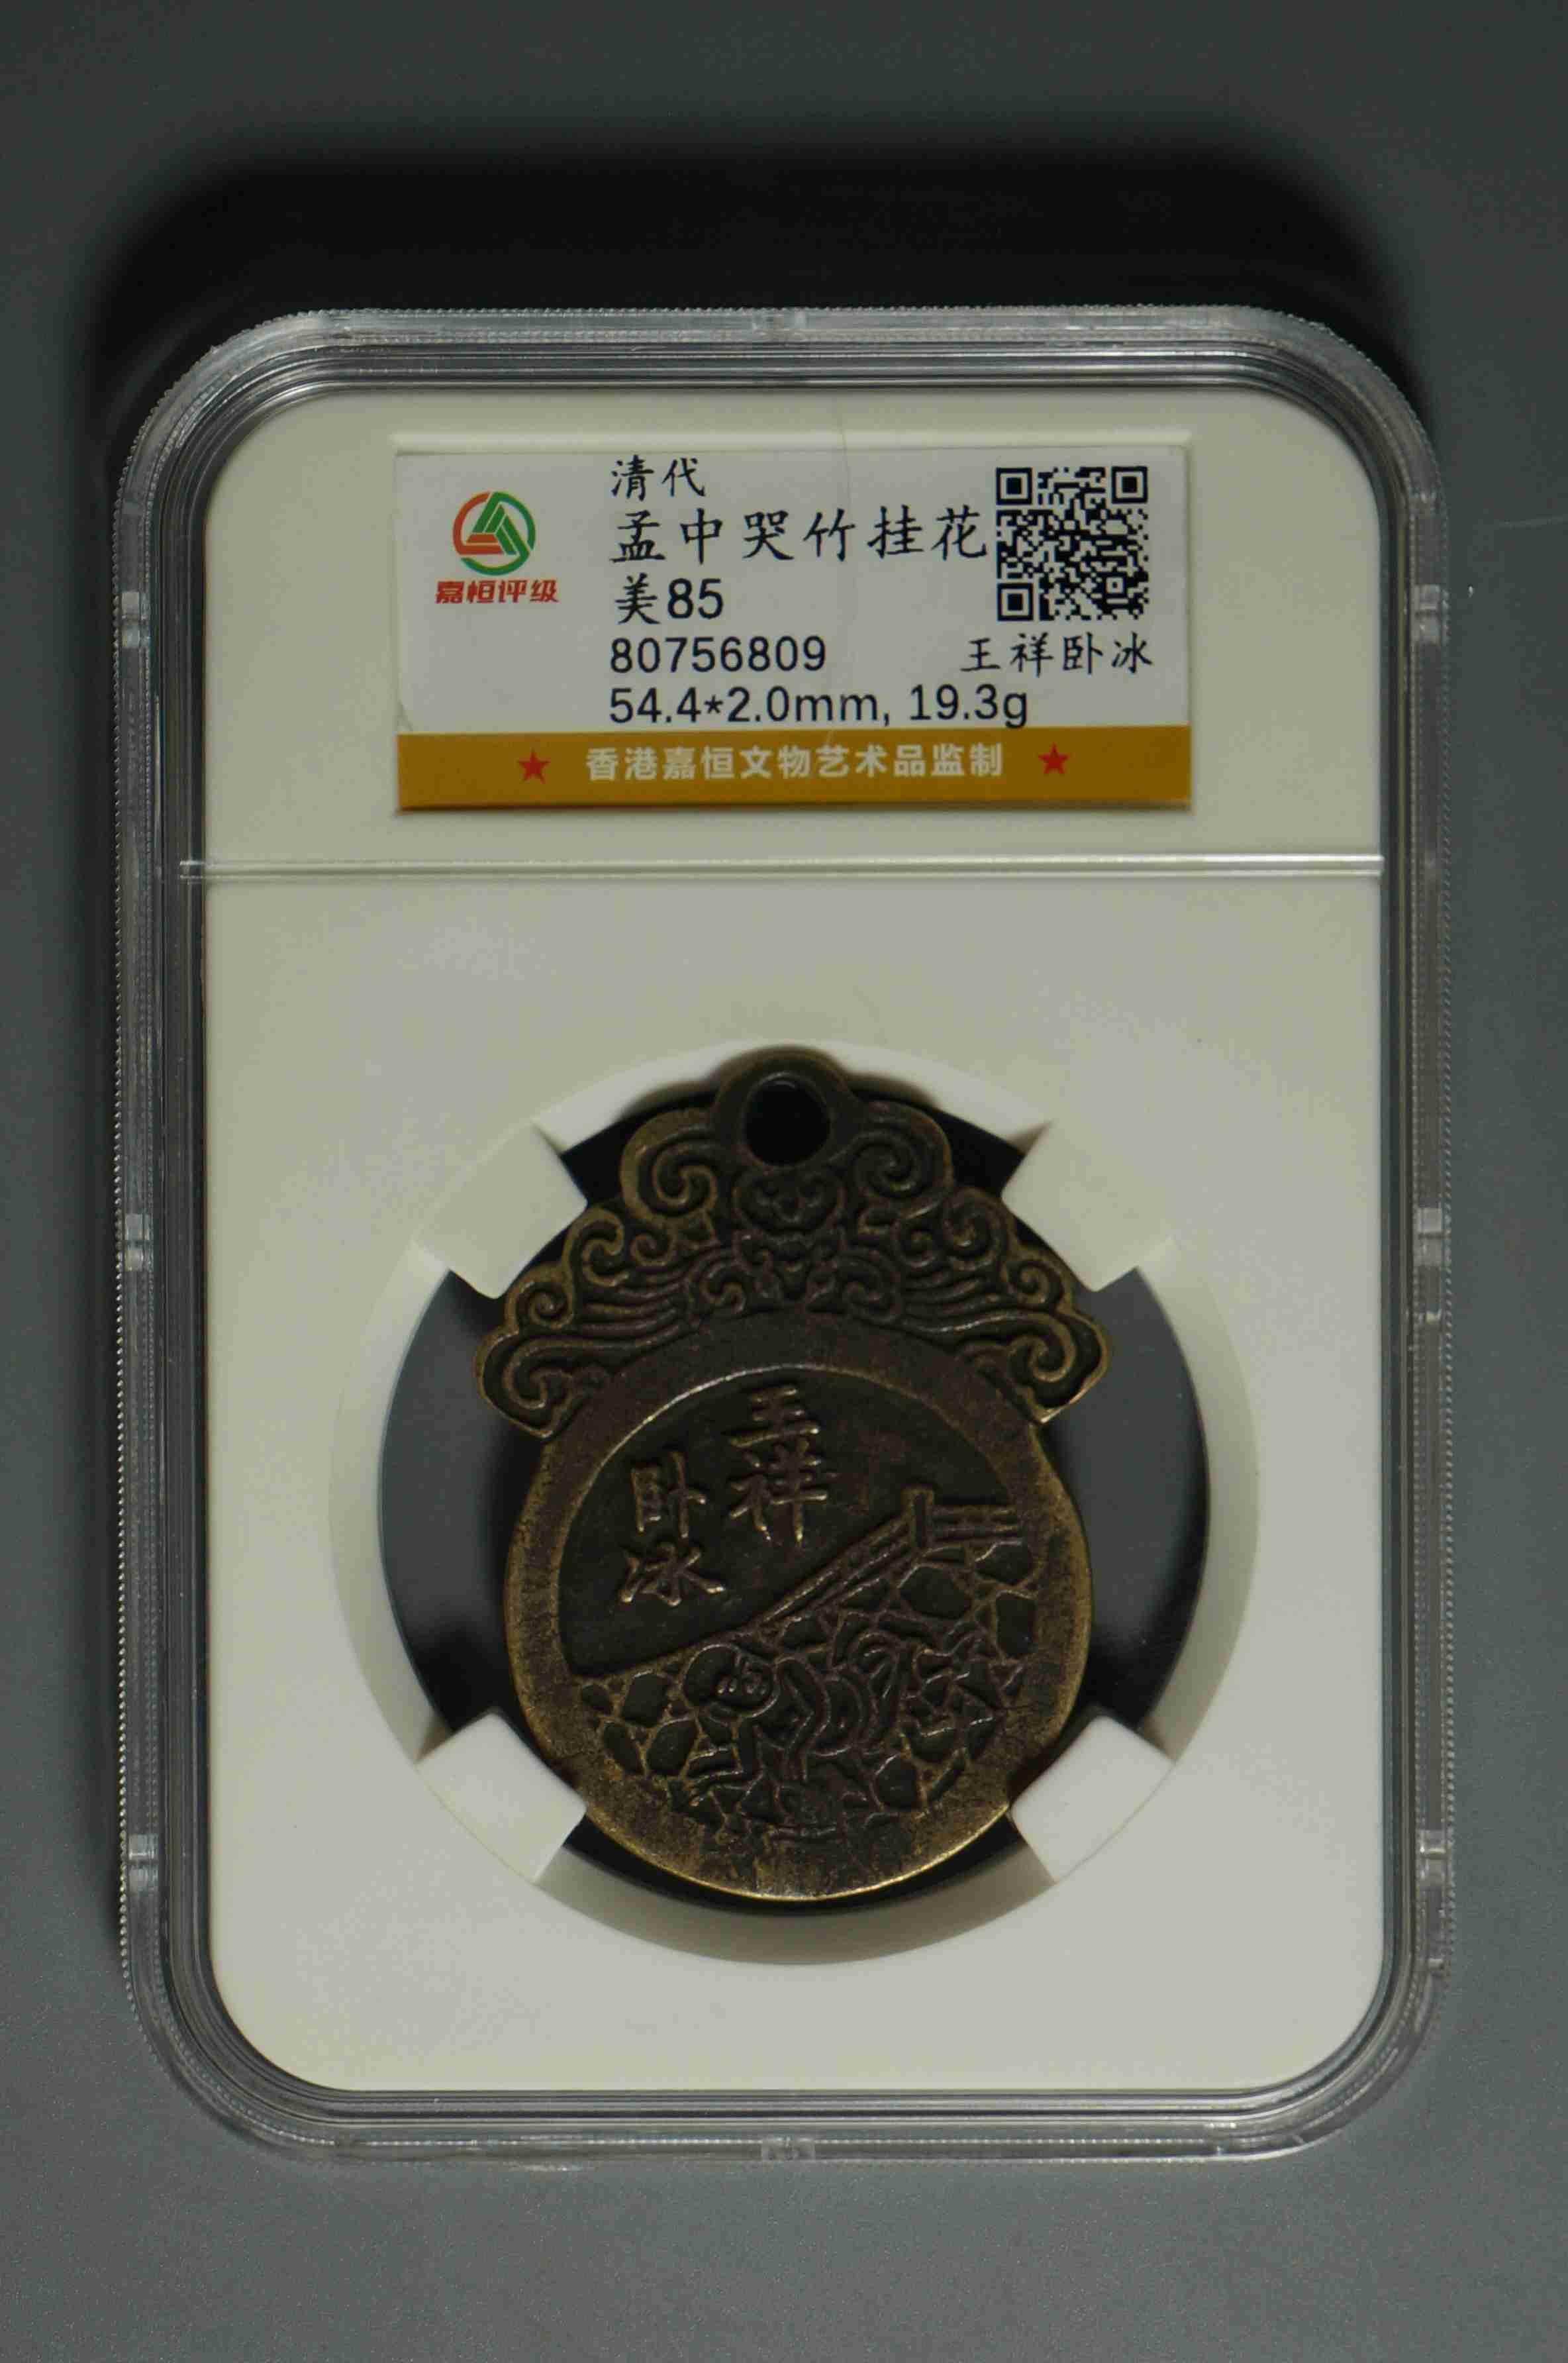 清代
孟中哭竹挂花
美85
80756809
王祥卧冰
54.4*2.0mm, 19.3g
嘉恒评级
★ 香港嘉恒文物艺术品监制 ★
王祥
卧冰